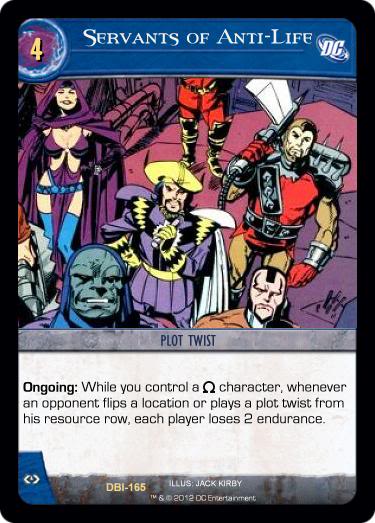 4
SERVANTS OF ANTI-LIFE
DC
PLOT TWIST
Ongoing: While you control a Ω character, whenever
an opponent flips a location or plays a plot twist from
his resource row, each player loses 2 endurance.
DBI-165
ILLUS: JACK KIRBY
™ & © 2012 DC Entertainment